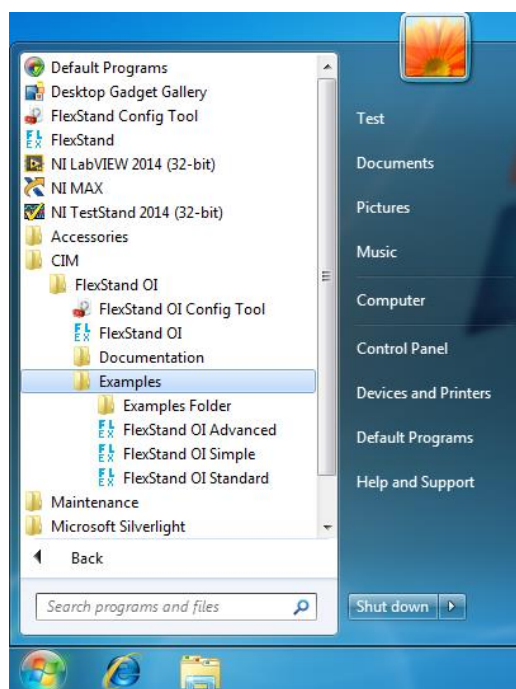 Default Programs
Desktop Gadget Gallery
FlexStand Config Tool
FlexStand
NI LabVIEW 2014 (32-bit)
NI MAX
NI TestStand 2014 (32-bit)
Accessories
CIM
FlexStand OI
FlexStand OI Config Tool
FlexStand OI
Documentation
Examples
Examples Folder
FlexStand OI Advanced
FlexStand OI Simple
FlexStand OI Standard
Maintenance
Microsoft Silverlight
Back
Search programs and files
Test
Documents
Pictures
Music
Computer
Control Panel
Devices and Printers
Default Programs
Help and Support
Shut down